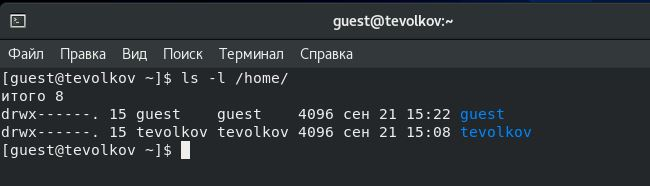 guest@tevolkov:~
Файл Правка Вид Поиск Терминал Справка
[guest@tevolkov ~]$ ls -l /home/
итого 8
drwx------. 15 guest    guest    4096 сен 21 15:22 guest
drwx------. 15 tevolkov tevolkov 4096 сен 21 15:08 tevolkov
[guest@tevolkov ~]$